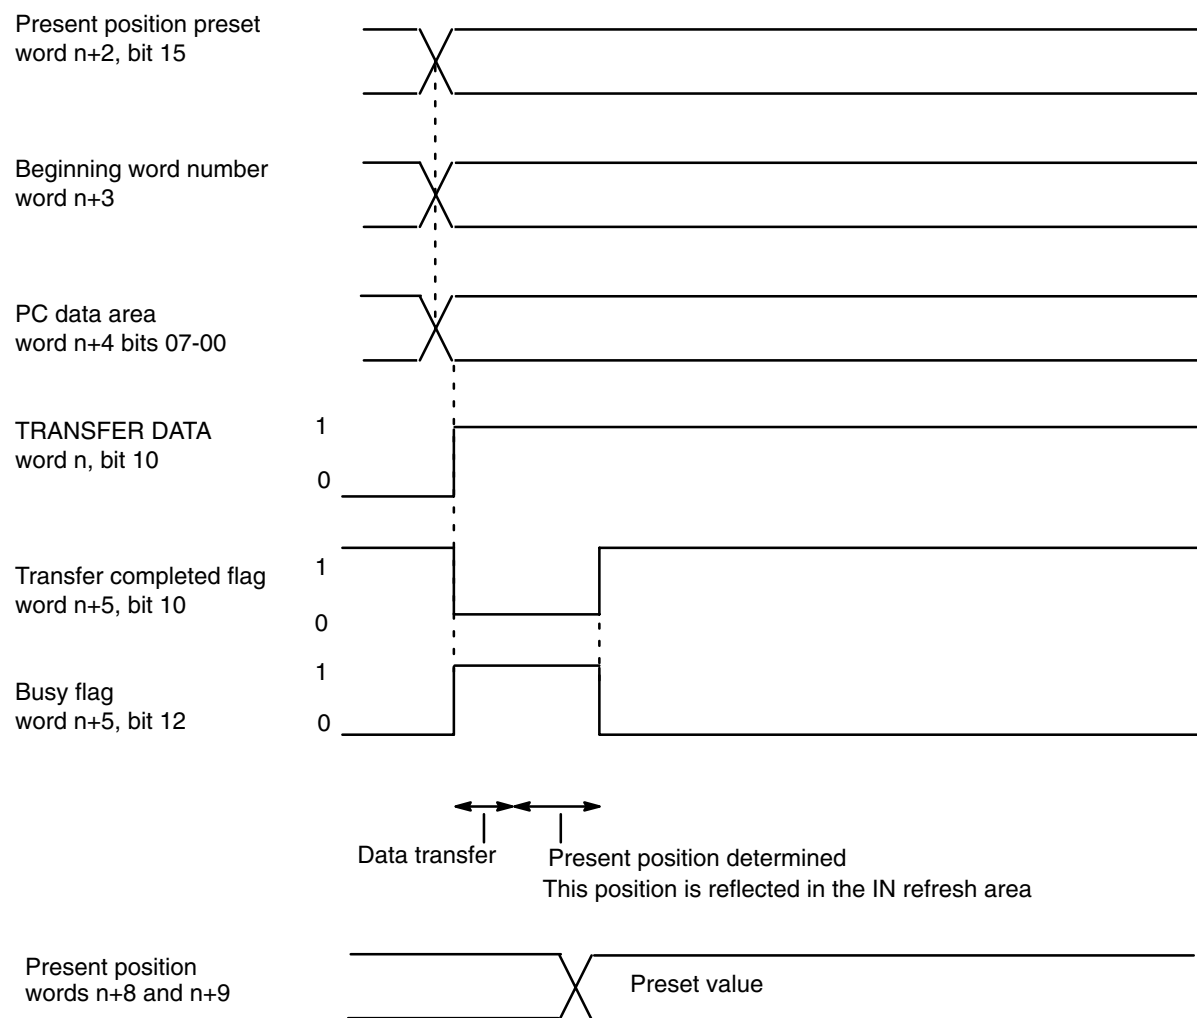 Present position preset
word n+2, bit 15
Beginning word number
word n+3
PC data area
word n+4 bits 07-00
TRANSFER DATA
word n, bit 10
1
0
Transfer completed flag
word n+5, bit 10
1
0
Busy flag
word n+5, bit 12
1
0
Data transfer
Present position determined
This position is reflected in the IN refresh area
Present position
words n+8 and n+9
Preset value